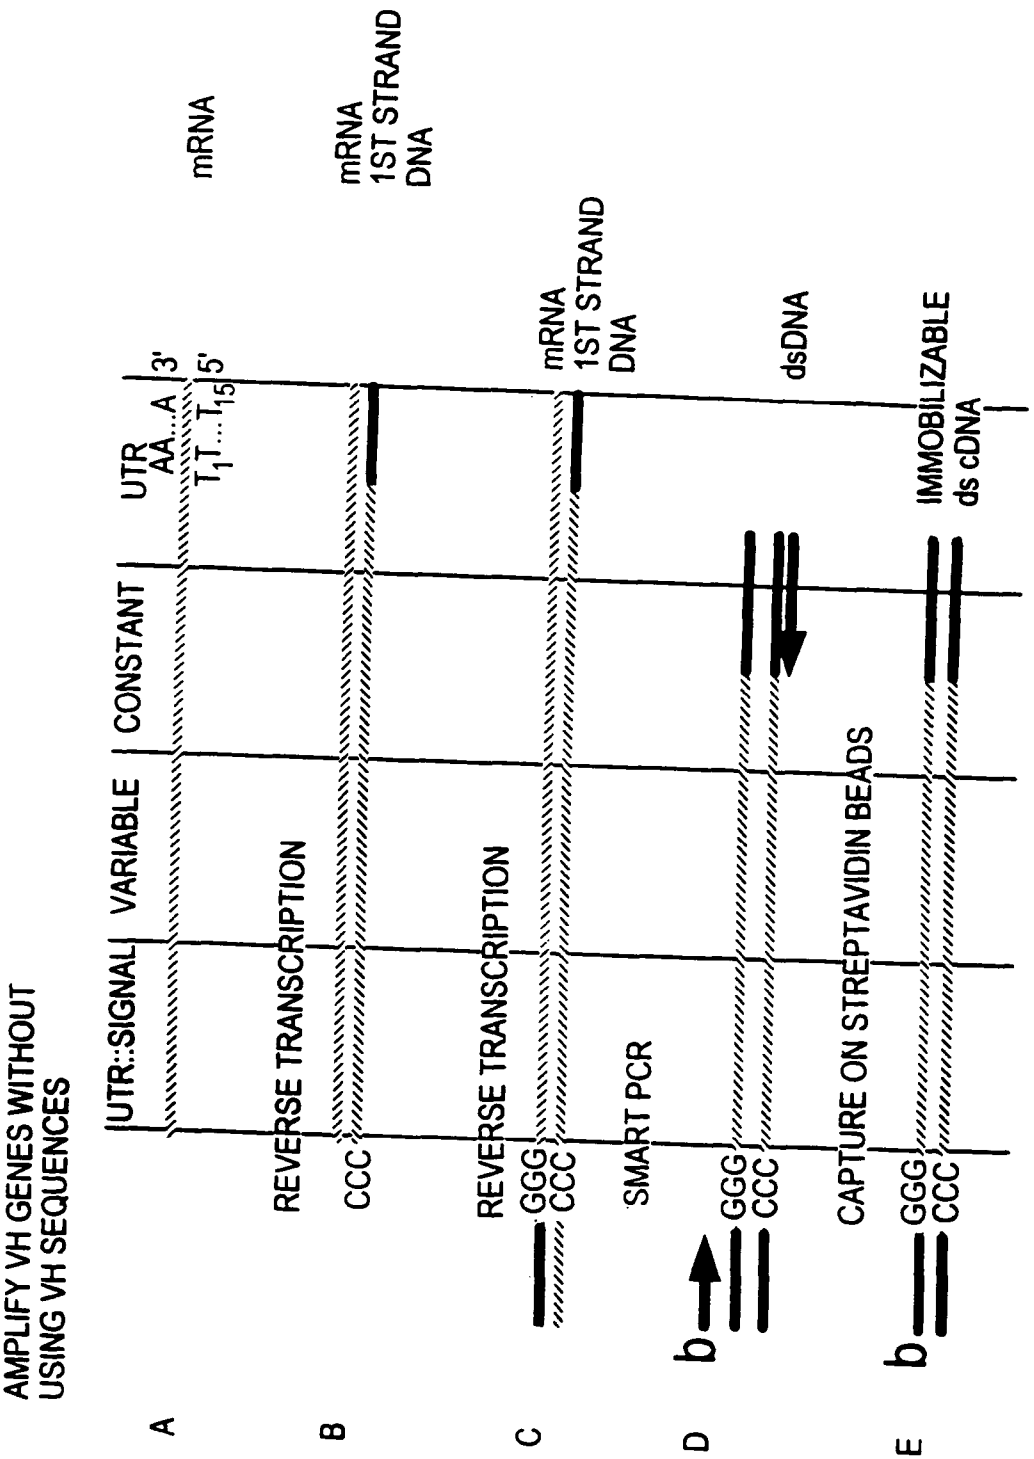 AMPLIFY VH GENES WITHOUT
USING VH SEQUENCES
UTR::SIGNAL VARIABLE CONSTANT UTR
AA...A 3'
A mRNA
T1T...T15 5'
REVERSE TRANSCRIPTION
B CCC mRNA
1ST STRAND
DNA
REVERSE TRANSCRIPTION
C GGG mRNA
CCC 1ST STRAND
DNA
SMART PCR
D b GGG dsDNA
CCC
CAPTURE ON STREPTAVIDIN BEADS
E b GGG IMMOBILIZABLE
CCC ds cDNA